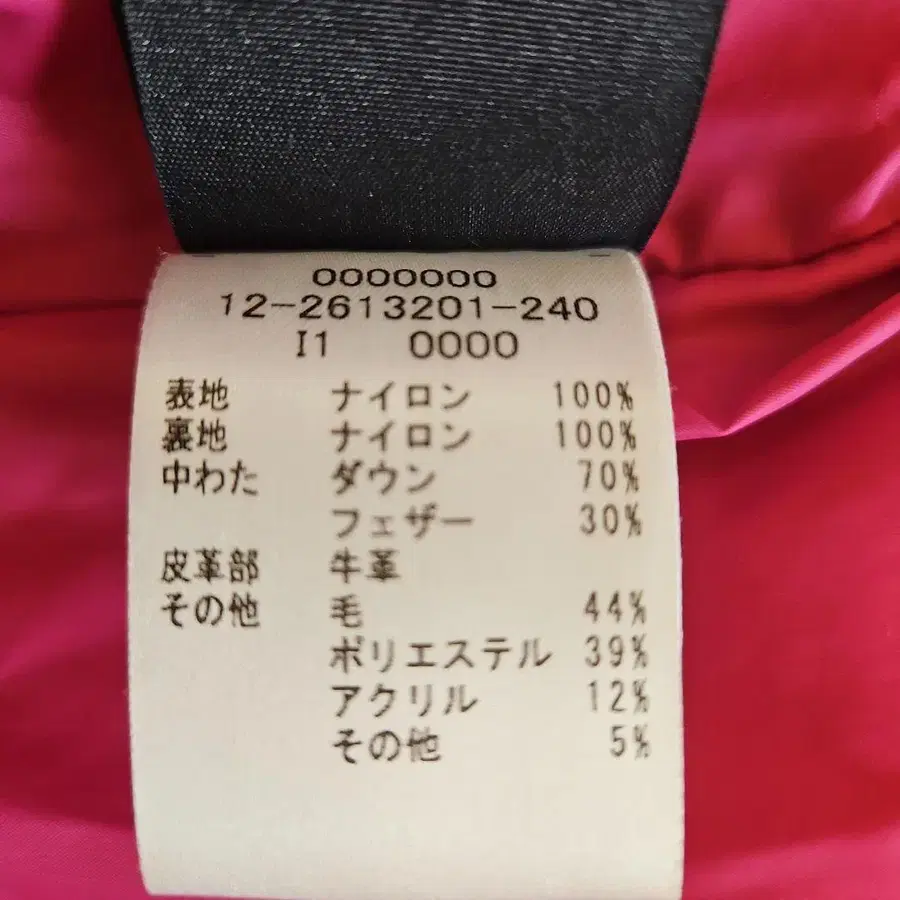 0000000
12-2613201-240
I1 0000
表地 ナイロン 100%
裏地 ナイロン 100%
中わた ダウン 70%
フェザー 30%
皮革部 牛革
その他 毛 44%
ポリエステル 39%
アクリル 12%
その他 5%